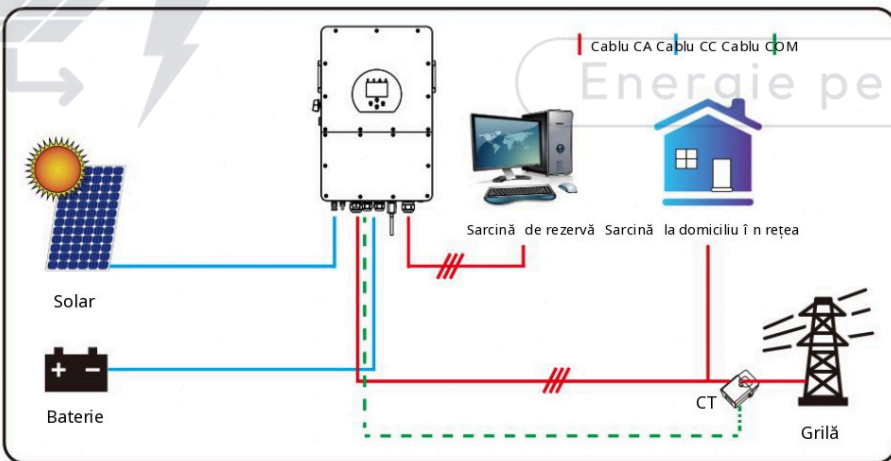 Cablu CA Cablu CC Cablu COM
Energie pe
Sarcină de rezervă Sarcină la domiciliu î n rețea
Solar
CT
Baterie
Grilă